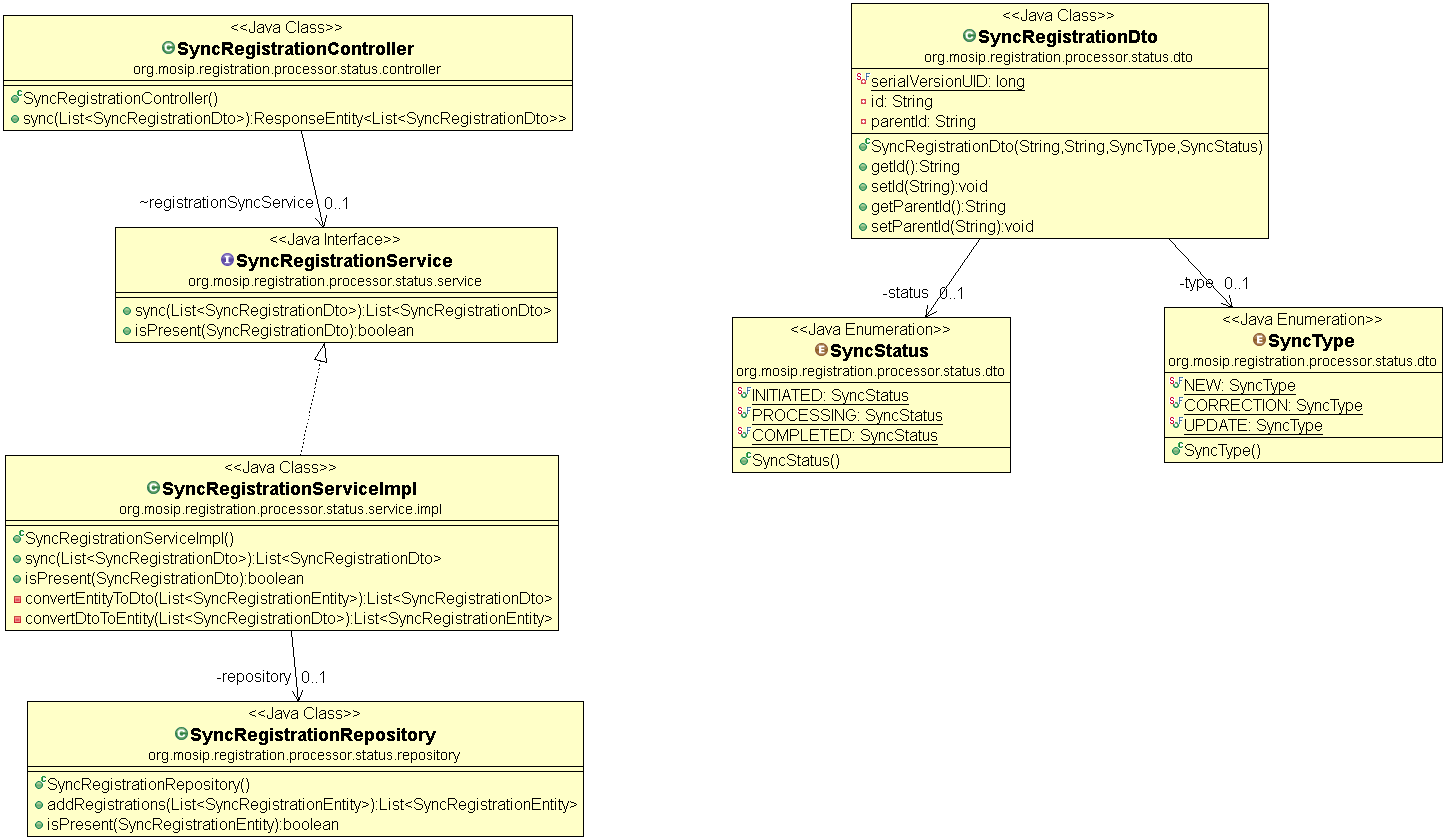 <<Java Class>>
SyncRegistrationController
org.mosip.registration.processor.status.controller
SyncRegistrationController()
sync(List<SyncRegistrationDto>):ResponseEntity<List<SyncRegistrationDto>>
~registrationSyncService 0..1
<<Java Interface>>
SyncRegistrationService
org.mosip.registration.processor.status.service
sync(List<SyncRegistrationDto>):List<SyncRegistrationDto>
isPresent(SyncRegistrationDto):boolean
<<Java Class>>
SyncRegistrationServiceImpl
org.mosip.registration.processor.status.service.impl
SyncRegistrationServiceImpl()
sync(List<SyncRegistrationDto>):List<SyncRegistrationDto>
isPresent(SyncRegistrationDto):boolean
convertEntityToDto(List<SyncRegistrationEntity>):List<SyncRegistrationDto>
convertDtoToEntity(List<SyncRegistrationDto>):List<SyncRegistrationEntity>
-repository 0..1
<<Java Class>>
SyncRegistrationRepository
org.mosip.registration.processor.status.repository
SyncRegistrationRepository()
addRegistrations(List<SyncRegistrationEntity>):List<SyncRegistrationEntity>
isPresent(SyncRegistrationEntity):boolean
<<Java Class>>
SyncRegistrationDto
org.mosip.registration.processor.status.dto
serialVersionUID: long
id: String
parentId: String
SyncRegistrationDto(String,String,SyncType,SyncStatus)
getId():String
setId(String):void
getParentId():String
setParentId(String):void
-status 0..1
-type 0..1
<<Java Enumeration>>
SyncStatus
org.mosip.registration.processor.status.dto
INITIATED: SyncStatus
PROCESSING: SyncStatus
COMPLETED: SyncStatus
SyncStatus()
<<Java Enumeration>>
SyncType
org.mosip.registration.processor.status.dto
NEW: SyncType
CORRECTION: SyncType
UPDATE: SyncType
SyncType()